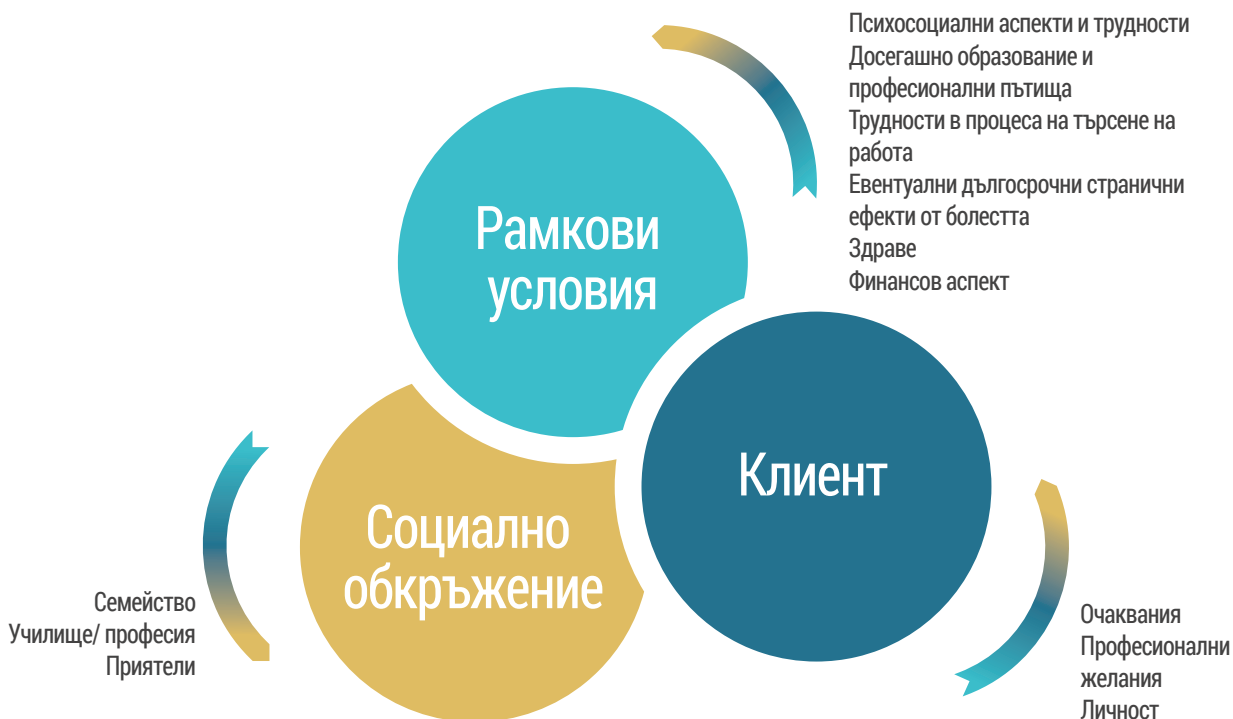 Психосоциални аспекти и трудности
Досегашно образование и
професионални пътища
Трудности в процеса на търсене на
работа
Евентуални дългосрочни странични
ефекти от болестта
Здраве
Финансов аспект
Рамкови
условия
Клиент
Социално
обкръжение
Семейство
Училище/ професия
Приятели
Очаквания
Професионални
желания
Личност